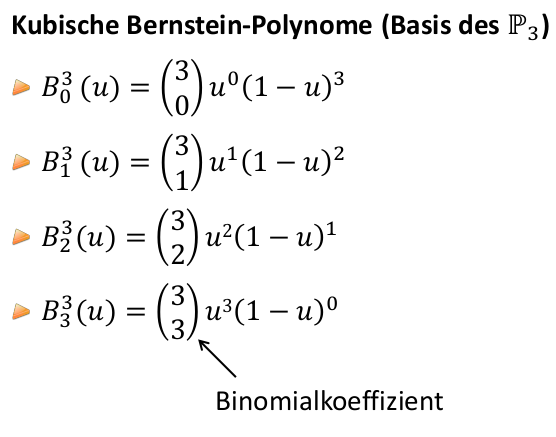 Kubische Bernstein-Polynome (Basis des ℙ₃)
B₀³(u) = (3 0) u⁰(1 − u)³
B₁³(u) = (3 1) u¹(1 − u)²
B₂³(u) = (3 2) u²(1 − u)¹
B₃³(u) = (3 3) u³(1 − u)⁰
Binomialkoeffizient